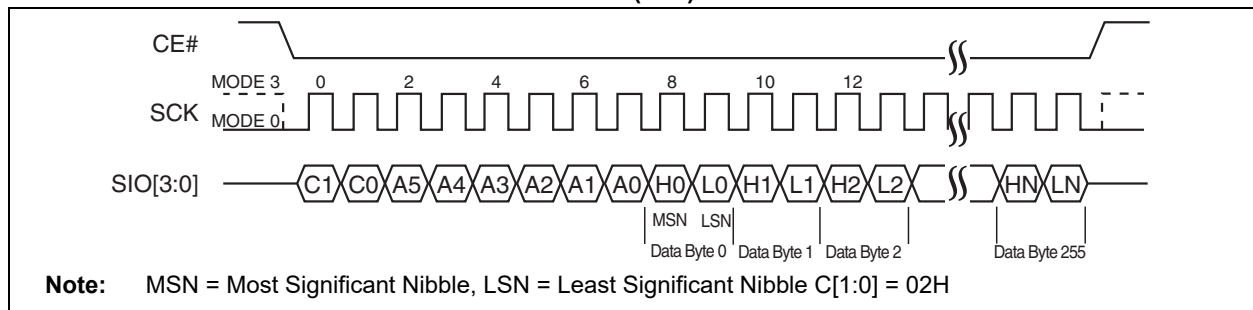 CE#
MODE 3 0 2 4 6 8 10 12
SCK
MODE 0
SIO[3:0] C1 C0 A5 A4 A3 A2 A1 A0 H0 L0 H1 L1 H2 L2 HN LN
MSN LSN
Data Byte 0 Data Byte 1 Data Byte 2 Data Byte 255
Note: MSN = Most Significant Nibble, LSN = Least Significant Nibble C[1:0] = 02H